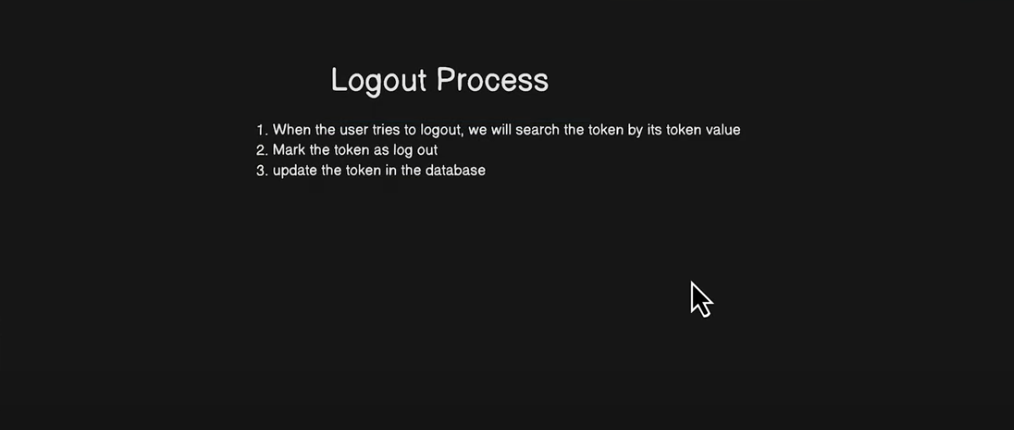 Logout Process
1. When the user tries to logout, we will search the token by its token value
2. Mark the token as log out
3. update the token in the database